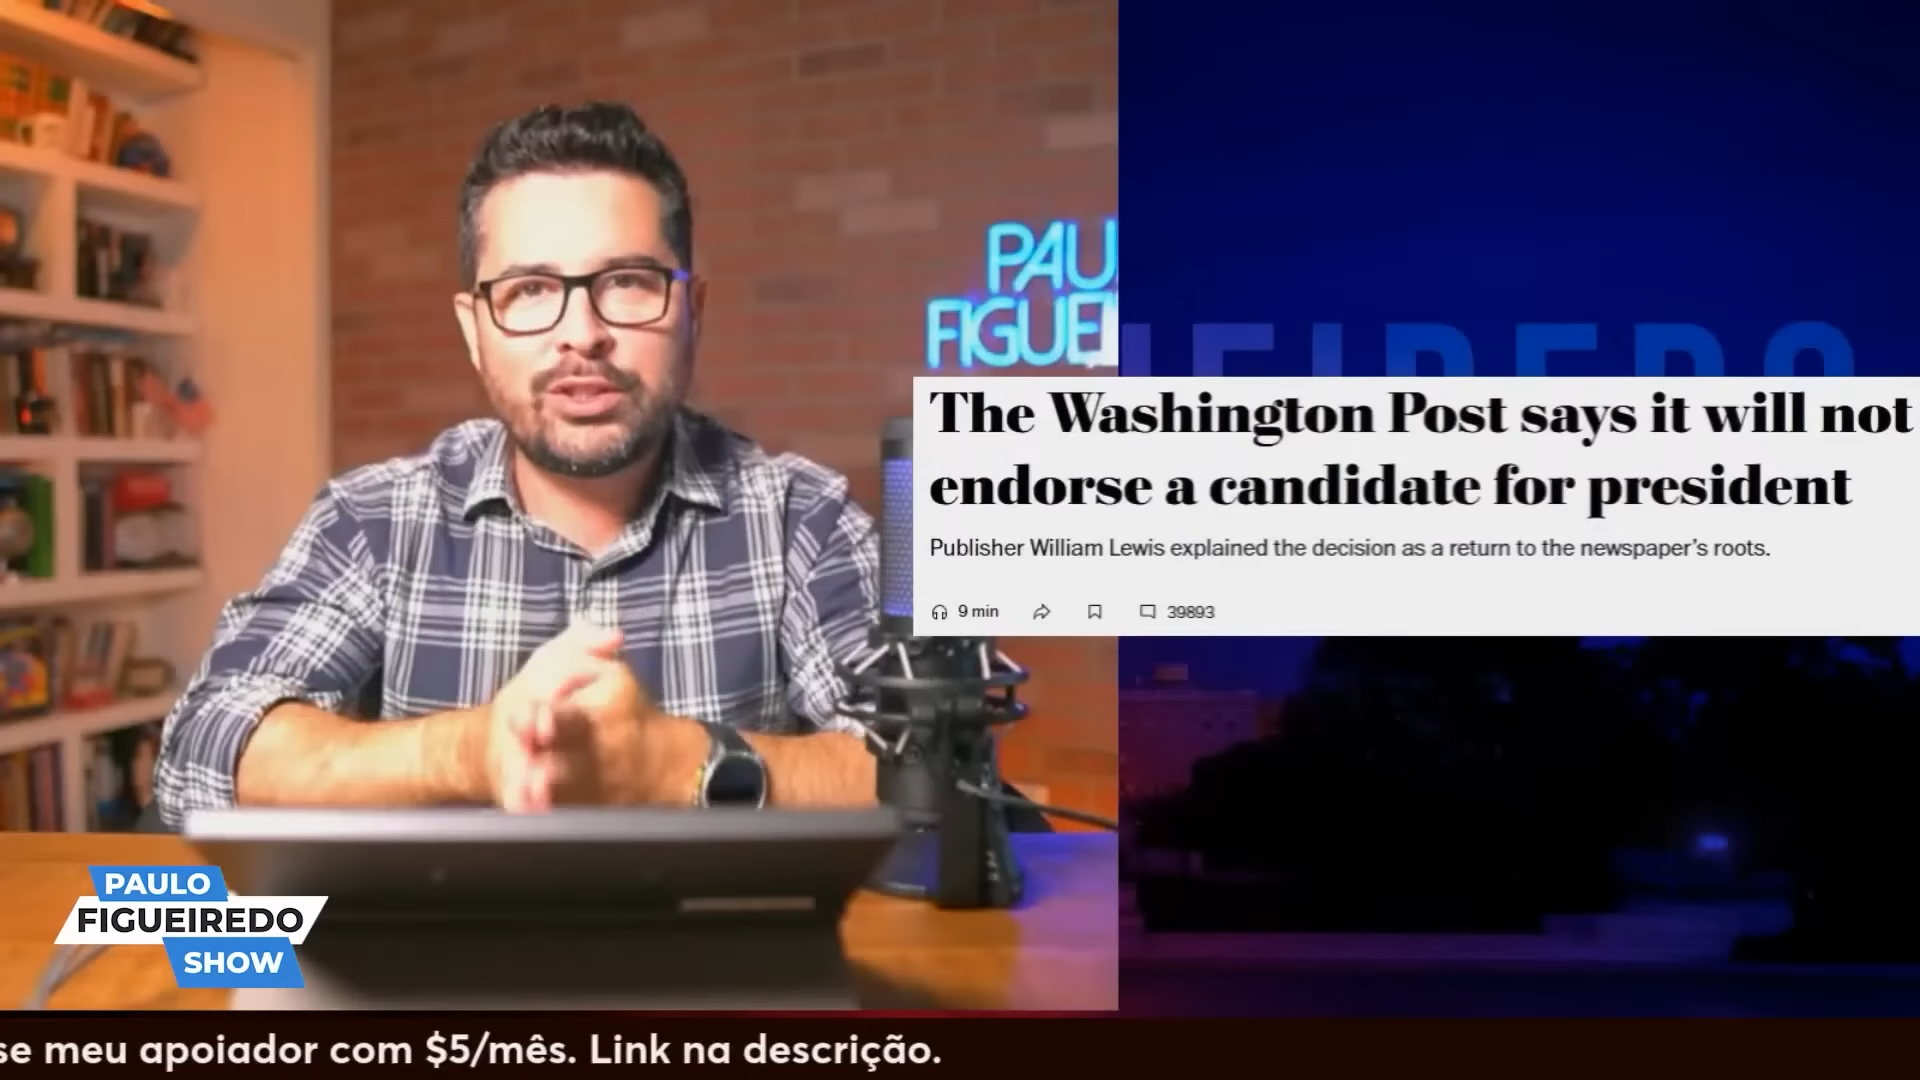 PAU
FIGUEI
The Washington Post says it will not
endorse a candidate for president
Publisher William Lewis explained the decision as a return to the newspaper's roots.
9 min
39893
PAULO
FIGUEIREDO
SHOW
se meu apoiador com $5/mês. Link na descrição.